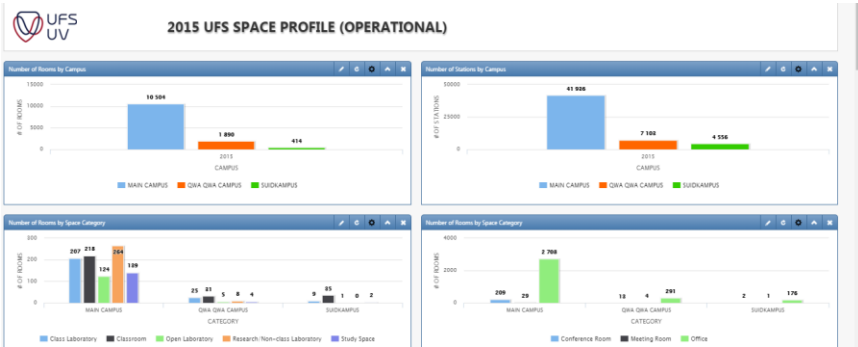 UFS
UV
2015 UFS SPACE PROFILE (OPERATIONAL)
Number of Rooms by Campus
# OF ROOMS
15000
10000
5000
0
10 504
1 890
414
2015
CAMPUS
MAIN CAMPUS QWA QWA CAMPUS SUIDKAMPUS
Number of Stations by Campus
# OF STATIONS
50000
25000
0
41 926
7 102
4 556
2015
CAMPUS
MAIN CAMPUS QWA QWA CAMPUS SUIDKAMPUS
Number of Rooms by Space Category
# OF ROOMS
300
200
100
0
207 218 124 264 139
25 31 5 8 4
9 35 1 0 2
MAIN CAMPUS QWA QWA CAMPUS SUIDKAMPUS
CATEGORY
Class Laboratory Classroom Open Laboratory Research/Non-class Laboratory Study Space
Number of Rooms by Space Category
# OF ROOMS
4000
2000
0
29 2 708
4 291
2 1 176
MAIN CAMPUS QWA QWA CAMPUS SUIDKAMPUS
CATEGORY
Conference Room Meeting Room Office